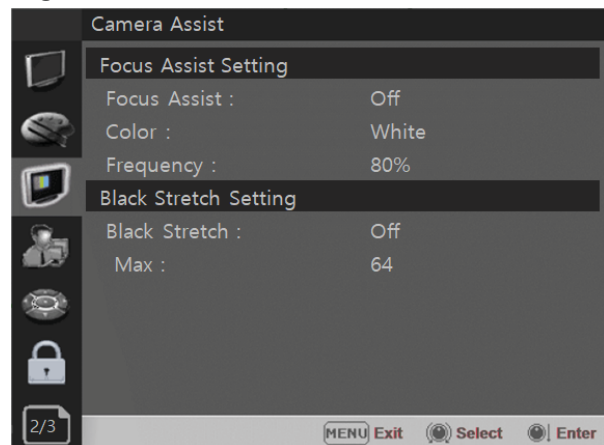 Camera Assist
Focus Assist Setting
Focus Assist : Off
Color : White
Frequency : 80%
Black Stretch Setting
Black Stretch : Off
Max : 64
2/3 MENU Exit Select Enter